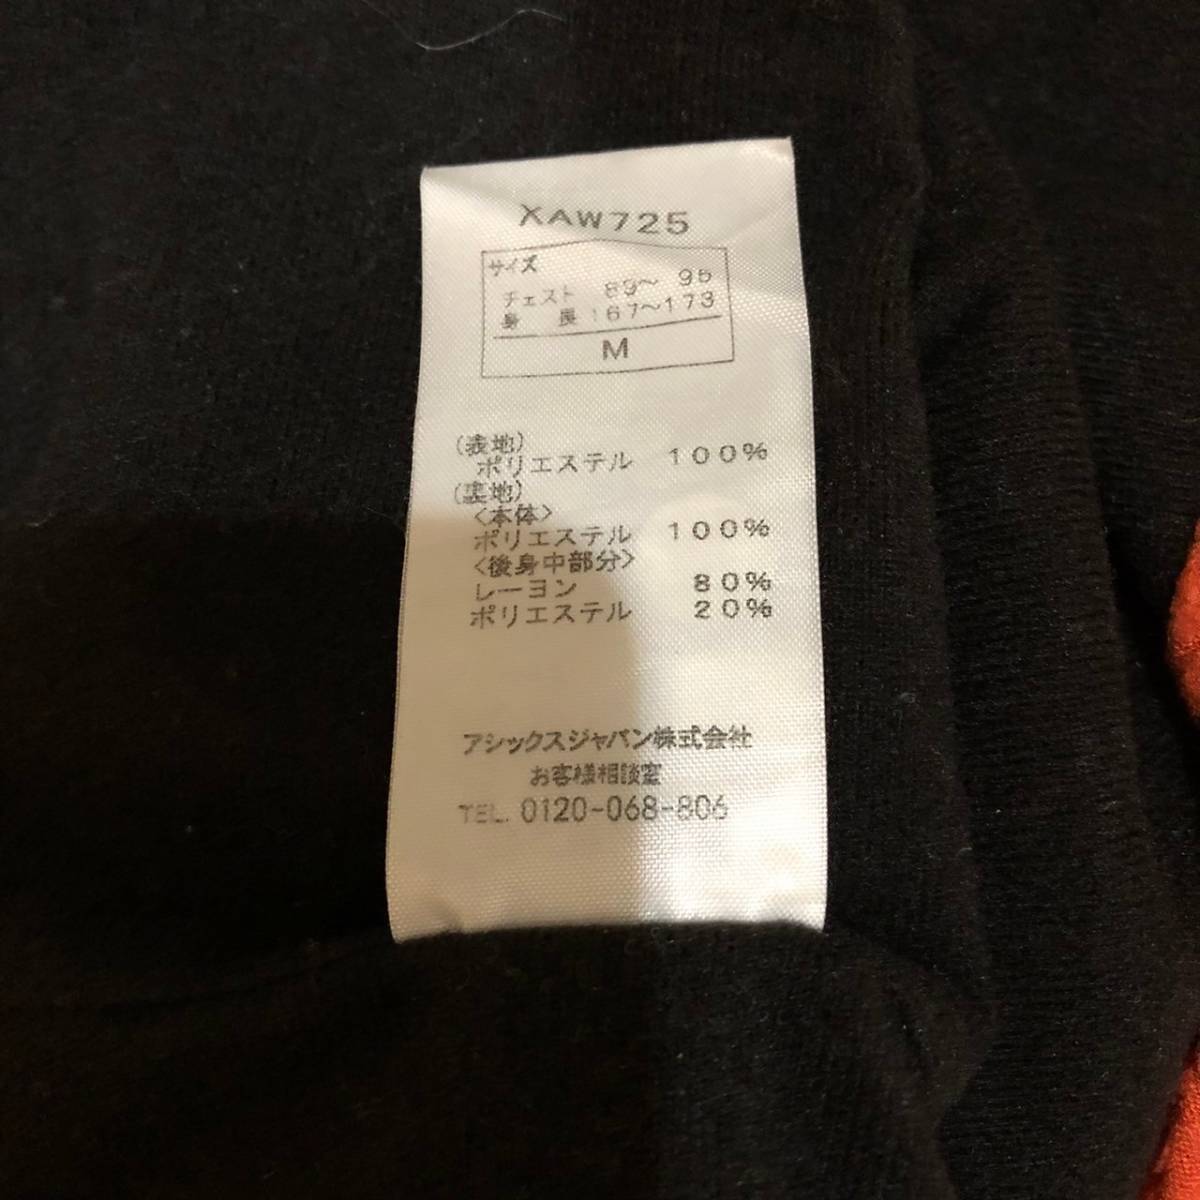 XAW725
サイズ
チェスト 89～ 95
身 長 167～173
M
(表地)
ポリエステル 100%
(裏地)
<本体>
ポリエステル 100%
<後身中部分>
レーヨン 80%
ポリエステル 20%
アシックスジャパン株式会社
お客様相談室
TEL. 0120-068-806